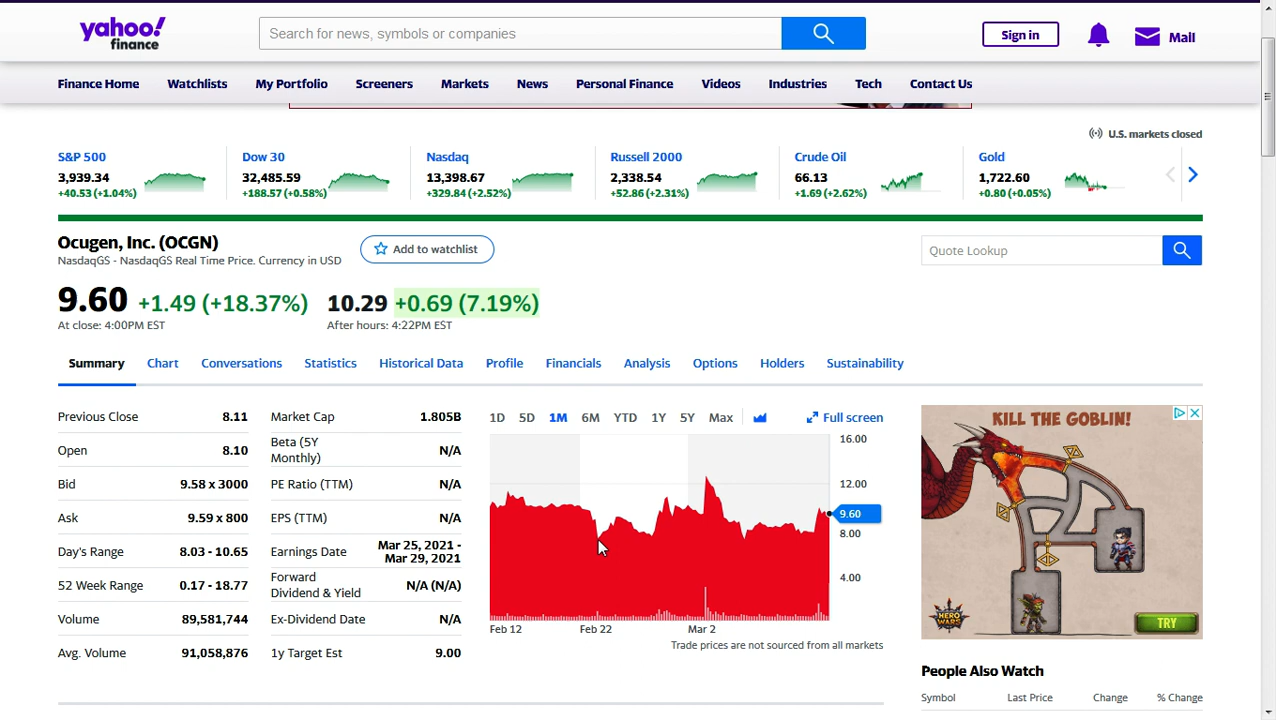 yahoo!
finance
Search for news, symbols or companies
Sign in
Mail
Finance Home Watchlists My Portfolio Screeners Markets News Personal Finance Videos Industries Tech Contact Us
U.S. markets closed
S&P 500
3,939.34
+40.53 (+1.04%)
Dow 30
32,485.59
+188.57 (+0.58%)
Nasdaq
13,398.67
+329.84 (+2.52%)
Russell 2000
2,338.54
+52.86 (+2.31%)
Crude Oil
66.13
+1.69 (+2.62%)
Gold
1,722.60
+0.80 (+0.05%)
Ocugen, Inc. (OCGN)
NasdaqGS - NasdaqGS Real Time Price. Currency in USD
Add to watchlist
Quote Lookup
9.60 +1.49 (+18.37%)
At close: 4:00PM EST
10.29 +0.69 (7.19%)
After hours: 4:22PM EST
Summary Chart Conversations Statistics Historical Data Profile Financials Analysis Options Holders Sustainability
Previous Close 8.11
Open 8.10
Bid 9.58 x 3000
Ask 9.59 x 800
Day's Range 8.03 - 10.65
52 Week Range 0.17 - 18.77
Volume 89,581,744
Avg. Volume 91,058,876
Market Cap 1.805B
Beta (5Y
Monthly) N/A
PE Ratio (TTM) N/A
EPS (TTM) N/A
Earnings Date Mar 25, 2021 -
Mar 29, 2021
Forward
Dividend & Yield N/A (N/A)
Ex-Dividend Date N/A
1y Target Est 9.00
1D 5D 1M 6M YTD 1Y 5Y Max Full screen
16.00
12.00
9.60
8.00
4.00
Feb 12 Feb 22 Mar 2
Trade prices are not sourced from all markets
KILL THE GOBLIN!
HERO
WARS
TRY
People Also Watch
Symbol Last Price Change % Change